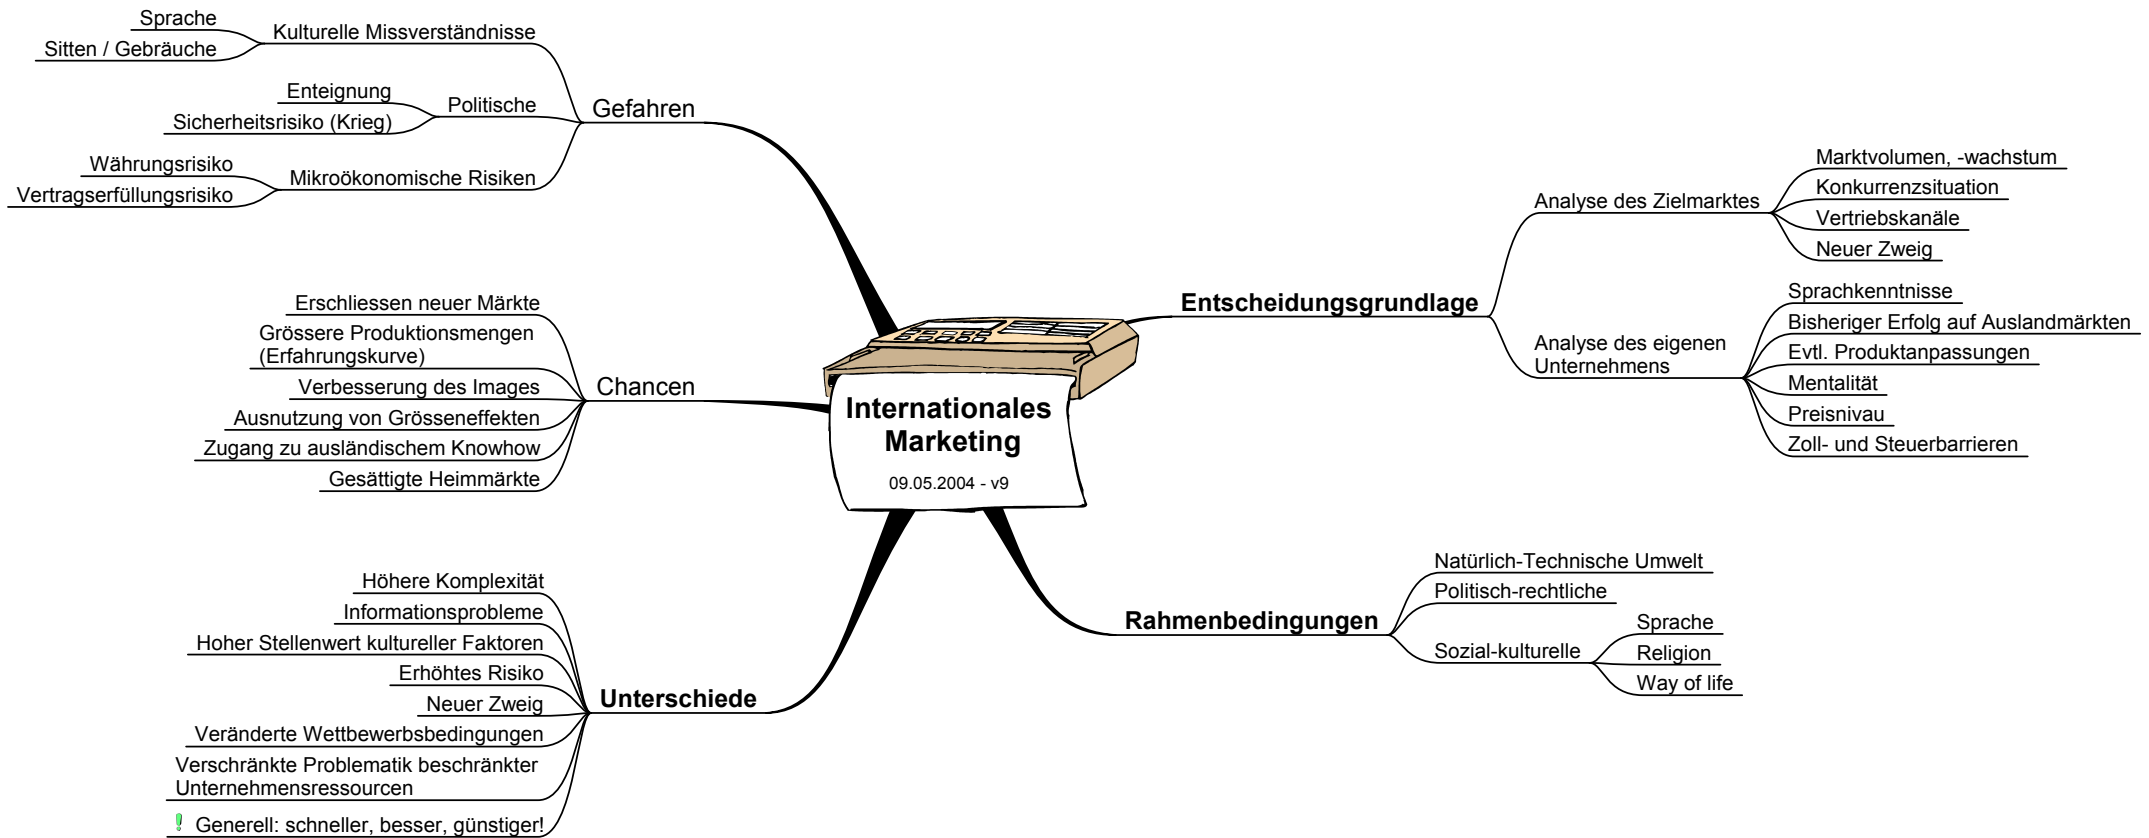 Internationales
Marketing
09.05.2004 - v9
Gefahren
Kulturelle Missverständnisse
Sprache
Sitten / Gebräuche
Politische
Enteignung
Sicherheitsrisiko (Krieg)
Mikroökonomische Risiken
Währungsrisiko
Vertragserfüllungsrisiko
Chancen
Erschliessen neuer Märkte
Grössere Produktionsmengen
(Erfahrungskurve)
Verbesserung des Images
Ausnutzung von Grösseneffekten
Zugang zu ausländischem Knowhow
Gesättigte Heimmärkte
Unterschiede
Höhere Komplexität
Informationsprobleme
Hoher Stellenwert kultureller Faktoren
Erhöhtes Risiko
Neuer Zweig
Veränderte Wettbewerbsbedingungen
Verschränkte Problematik beschränkter
Unternehmensressourcen
Generell: schneller, besser, günstiger!
Entscheidungsgrundlage
Analyse des Zielmarktes
Marktvolumen, -wachstum
Konkurrenzsituation
Vertriebskanäle
Neuer Zweig
Analyse des eigenen
Unternehmens
Sprachkenntnisse
Bisheriger Erfolg auf Auslandmärkten
Evtl. Produktanpassungen
Mentalität
Preisnivau
Zoll- und Steuerbarrieren
Rahmenbedingungen
Natürlich-Technische Umwelt
Politisch-rechtliche
Sozial-kulturelle
Sprache
Religion
Way of life